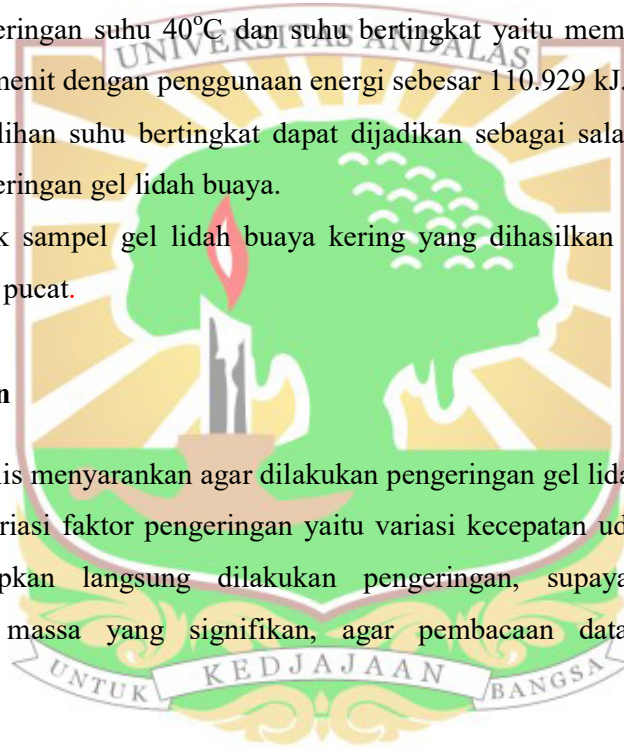 eringan suhu 40°C dan suhu bertingkat yaitu mem
UNIVERSITAS ANDALAS
menit dengan penggunaan energi sebesar 110.929 kJ.
lihan suhu bertingkat dapat dijadikan sebagai sala
eringan gel lidah buaya.
k sampel gel lidah buaya kering yang dihasilkan
pucat.
n
lis menyarankan agar dilakukan pengeringan gel lida
riasi faktor pengeringan yaitu variasi kecepatan ud
pkan langsung dilakukan pengeringan, supaya
massa yang signifikan, agar pembacaan data
UNTUK KEDJAJAAN BANGSA